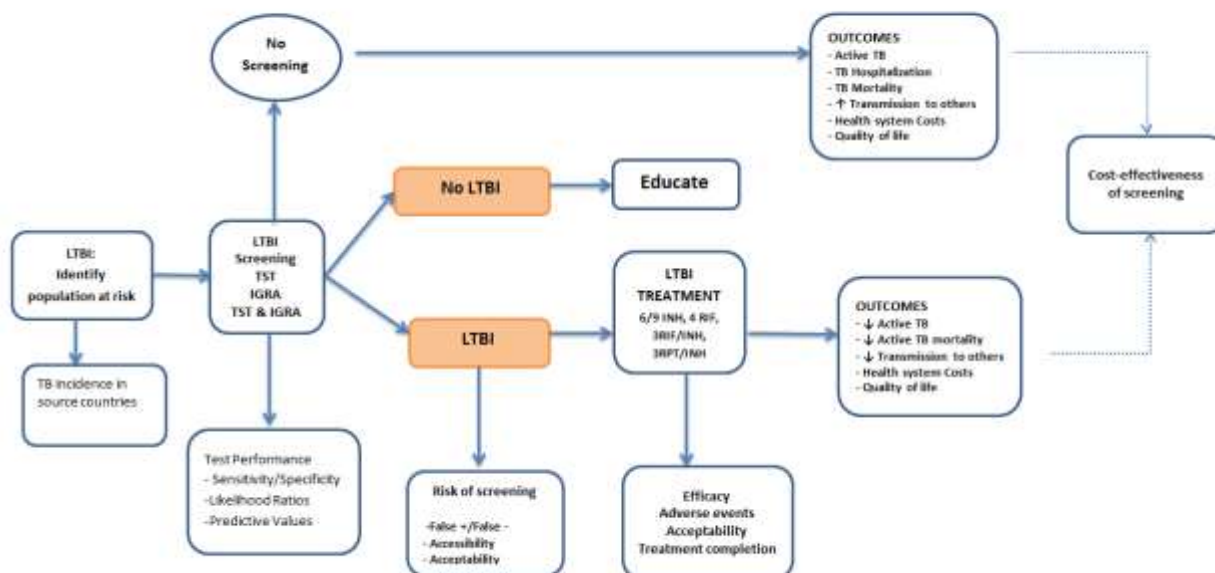 No
Screening
OUTCOMES
- Active TB
- TB Hospitalization
- TB Mortality
- ↑ Transmission to others
- Health system Costs
- Quality of life
No LTBI
Educate
Cost-effectiveness
of screening
LTBI:
Identify
population at risk
LTBI
Screening
TST
IGRA
TST & IGRA
LTBI
LTBI
TREATMENT
6/9 INH, 4 RIF,
3RIF/INH,
3RPT/INH
OUTCOMES
- ↓ Active TB
- ↓ Active TB mortality
- ↓ Transmission to others
- Health system Costs
- Quality of life
TB incidence in
source countries
Test Performance
- Sensitivity/Specificity
-Likelihood Ratios
-Predictive Values
Risk of screening
-False +/False -
- Accessibility
- Acceptability
Efficacy
Adverse events
Acceptability
Treatment completion